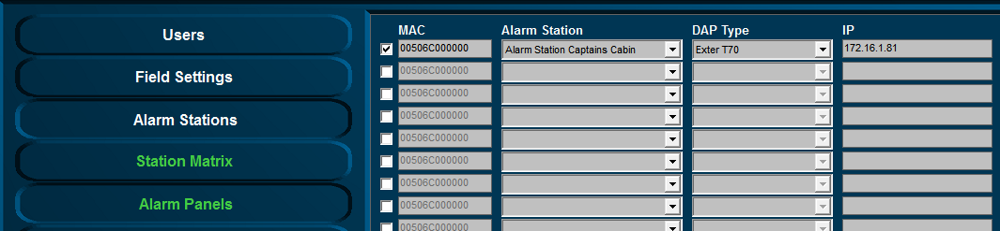 MAC Alarm Station DAP Type IP
Users
00506C000000 Alarm Station Captains Cabin Exter T70 172.16.1.81
Field Settings
00506C000000
00506C000000
Alarm Stations
00506C000000
00506C000000
Station Matrix
00506C000000
00506C000000
Alarm Panels
00506C000000
00506C000000